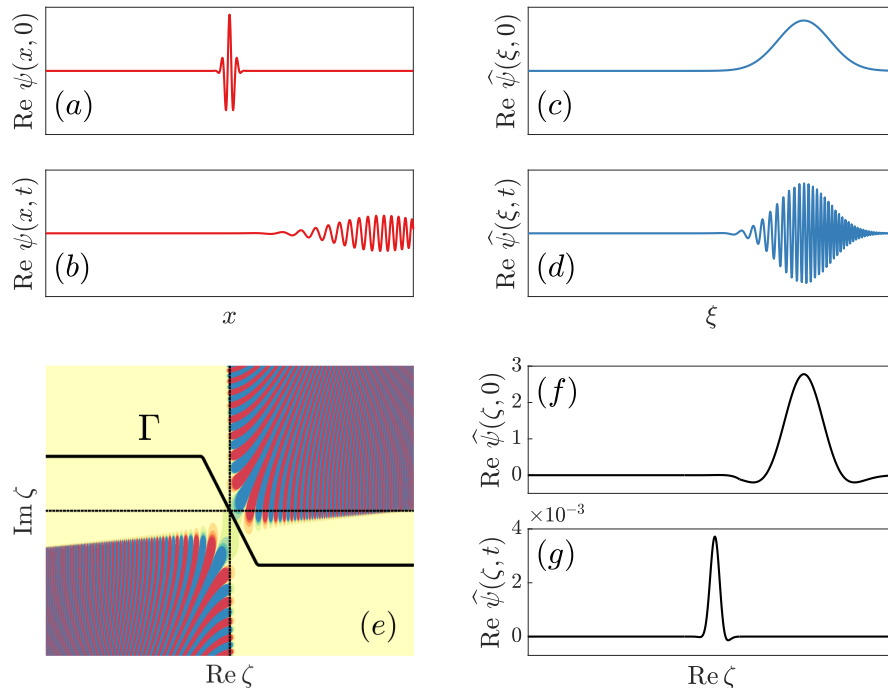 Re ψ(x, 0)
(a)
Re ψ̂(ξ, 0)
(c)
Re ψ(x, t)
(b)
x
Re ψ̂(ξ, t)
(d)
ξ
Im ζ
Γ
(e)
Re ζ
Re ψ̂(ζ, 0)
3
2
1
0
(f)
×10⁻³
Re ψ̂(ζ, t)
4
2
0
(g)
Re ζ